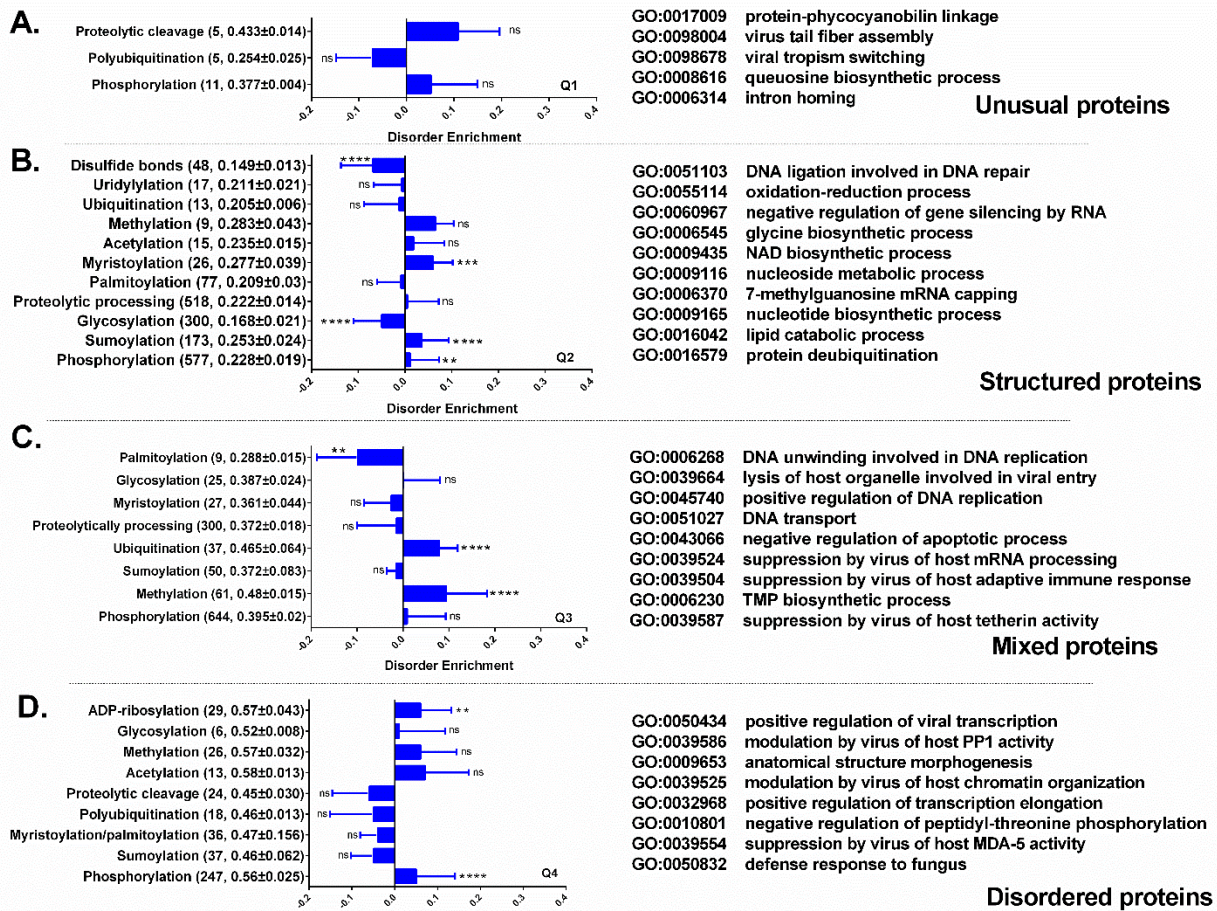 A.
Proteolytic cleavage (5, 0.433±0.014)
ns
Polyubiquitination (5, 0.254±0.025)
ns
Phosphorylation (11, 0.377±0.004)
ns
Q1
-0.2 -0.1 0.0 0.1 0.2 0.3 0.4
Disorder Enrichment
GO:0017009 protein-phycocyanobilin linkage
GO:0098004 virus tail fiber assembly
GO:0098678 viral tropism switching
GO:0008616 queuosine biosynthetic process
GO:0006314 intron homing
Unusual proteins
B.
Disulfide bonds (48, 0.149±0.013)
****
Uridylylation (17, 0.211±0.021)
ns
Ubiquitination (13, 0.205±0.006)
ns
Methylation (9, 0.283±0.043)
ns
Acetylation (15, 0.235±0.015)
ns
Myristoylation (26, 0.277±0.039)
***
Palmitoylation (77, 0.209±0.03)
ns
Proteolytic processing (518, 0.222±0.014)
ns
Glycosylation (300, 0.168±0.021)
****
Sumoylation (173, 0.253±0.024)
****
Phosphorylation (577, 0.228±0.019)
**
Q2
-0.2 -0.1 0.0 0.1 0.2 0.3 0.4
Disorder Enrichment
GO:0051103 DNA ligation involved in DNA repair
GO:0055114 oxidation-reduction process
GO:0060967 negative regulation of gene silencing by RNA
GO:0006545 glycine biosynthetic process
GO:0009435 NAD biosynthetic process
GO:0009116 nucleoside metabolic process
GO:0006370 7-methylguanosine mRNA capping
GO:0009165 nucleotide biosynthetic process
GO:0016042 lipid catabolic process
GO:0016579 protein deubiquitination
Structured proteins
C.
Palmitoylation (9, 0.288±0.015)
**
Glycosylation (25, 0.387±0.024)
ns
Myristoylation (27, 0.361±0.044)
ns
Proteolytically processing (300, 0.372±0.018)
ns
Ubiquitination (37, 0.465±0.064)
****
Sumoylation (50, 0.372±0.083)
ns
Methylation (61, 0.48±0.015)
****
Phosphorylation (644, 0.395±0.02)
ns
Q3
-0.2 -0.1 0.0 0.1 0.2 0.3 0.4
Disorder Enrichment
GO:0006268 DNA unwinding involved in DNA replication
GO:0039664 lysis of host organelle involved in viral entry
GO:0045740 positive regulation of DNA replication
GO:0051027 DNA transport
GO:0043066 negative regulation of apoptotic process
GO:0039524 suppression by virus of host mRNA processing
GO:0039504 suppression by virus of host adaptive immune response
GO:0006230 TMP biosynthetic process
GO:0039587 suppression by virus of host tetherin activity
Mixed proteins
D.
ADP-ribosylation (29, 0.57±0.043)
**
Glycosylation (6, 0.52±0.008)
ns
Methylation (26, 0.57±0.032)
ns
Acetylation (13, 0.58±0.013)
ns
Proteolytic cleavage (24, 0.45±0.030)
ns
Polyubiquitination (18, 0.46±0.013)
ns
Myristoylation/palmitoylation (36, 0.47±0.156)
ns
Sumoylation (37, 0.46±0.062)
ns
Phosphorylation (247, 0.56±0.025)
****
Q4
-0.2 -0.1 0.0 0.1 0.2 0.3 0.4
GO:0050434 positive regulation of viral transcription
GO:0039586 modulation by virus of host PP1 activity
GO:0009653 anatomical structure morphogenesis
GO:0039525 modulation by virus of host chromatin organization
GO:0032968 positive regulation of transcription elongation
GO:0010801 negative regulation of peptidyl-threonine phosphorylation
GO:0039554 suppression by virus of host MDA-5 activity
GO:0050832 defense response to fungus
Disordered proteins